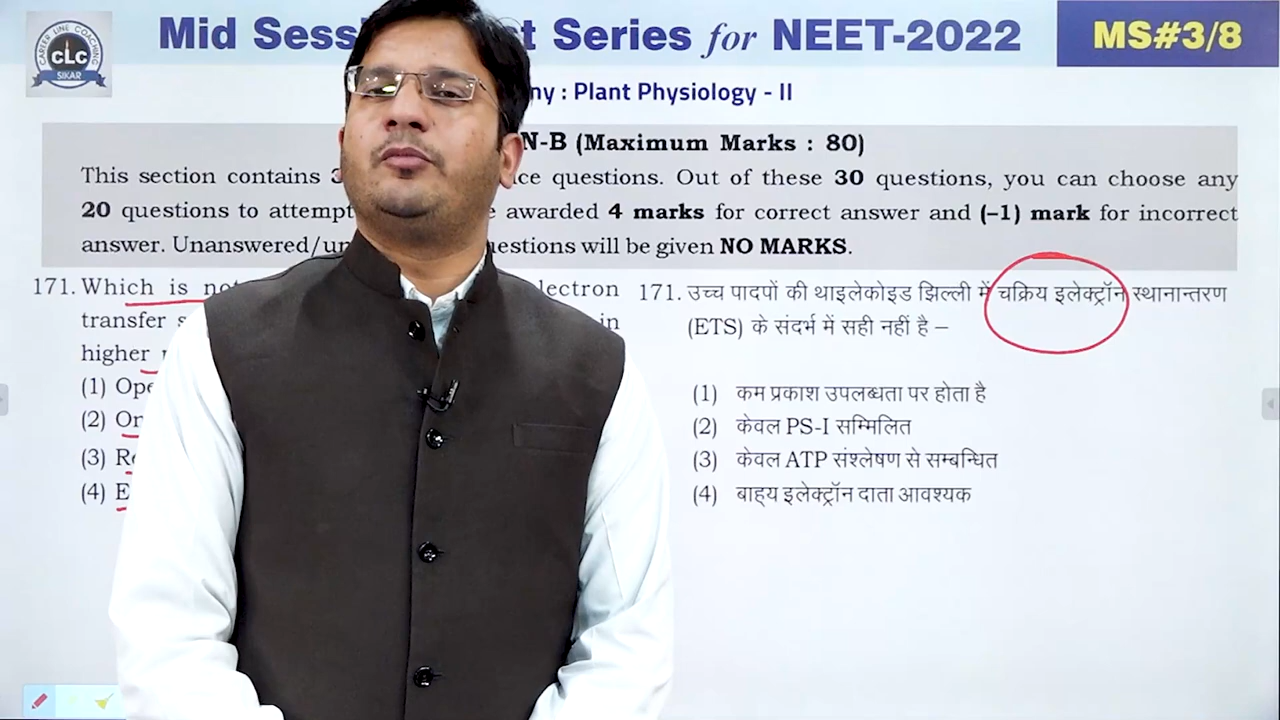 CAREER LINE COACHING
CLC
SIKAR
Mid Sess t Series for NEET-2022
MS#3/8
ny : Plant Physiology - II
N-B (Maximum Marks : 80)
This section contains 3 ce questions. Out of these 30 questions, you can choose any
20 questions to attempt e awarded 4 marks for correct answer and (–1) mark for incorrect
answer. Unanswered/un estions will be given NO MARKS.
171. Which is not lectron
transfer s in
higher
(1) Ope
(2) On
(3) Re
(4) E
171. उच्च पादपों की थाइलेकोइड झिल्ली में चक्रिय इलेक्ट्रॉन स्थानान्तरण
(ETS) के संदर्भ में सही नहीं है –
(1) कम प्रकाश उपलब्धता पर होता है
(2) केवल PS-I सम्मिलित
(3) केवल ATP संश्लेषण से सम्बन्धित
(4) बाह्य इलेक्ट्रॉन दाता आवश्यक